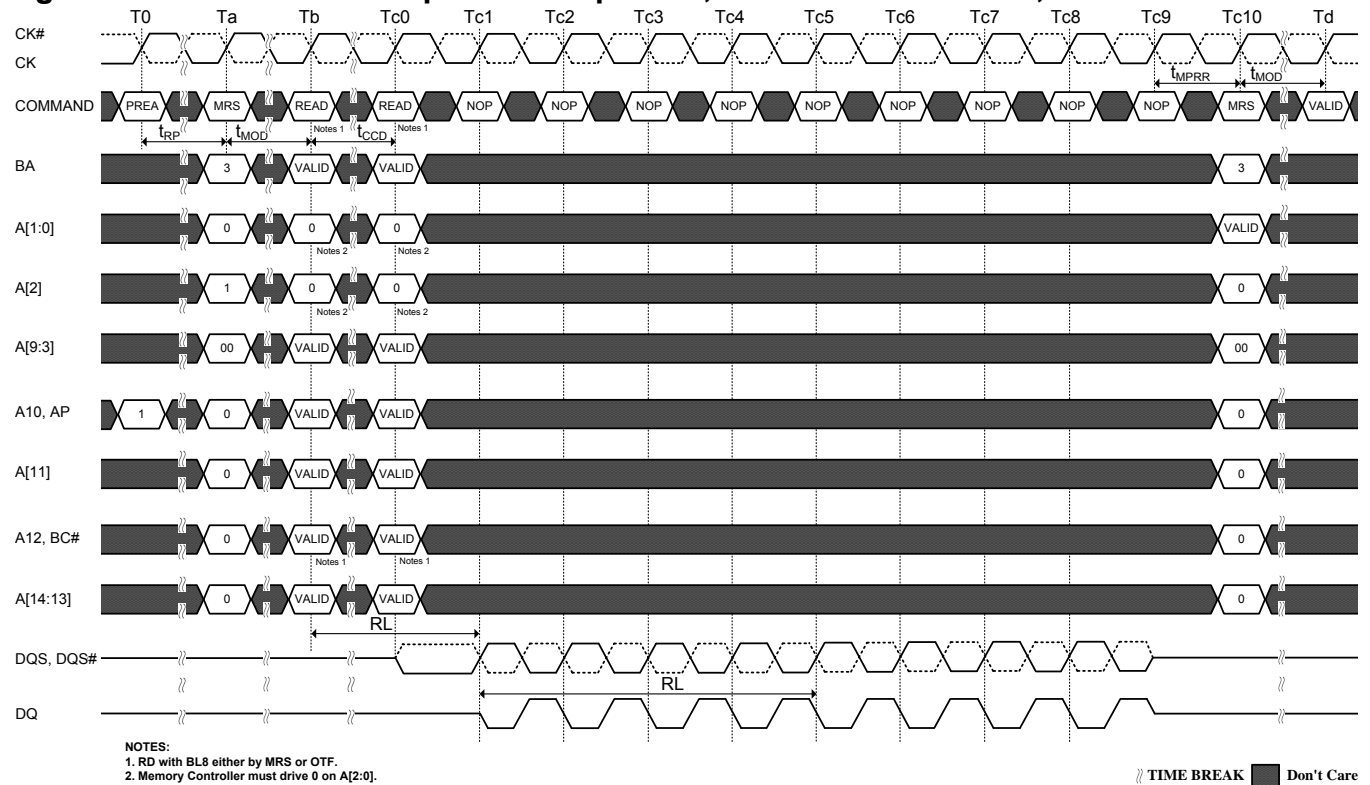 T0 Ta Tb Tc0 Tc1 Tc2 Tc3 Tc4 Tc5 Tc6 Tc7 Tc8 Tc9 Tc10 Td
CK#
CK
tMPRR tMOD
COMMAND PREA MRS READ READ NOP NOP NOP NOP NOP NOP NOP NOP NOP MRS VALID
Notes 1 Notes 1
tRP tMOD tCCD
BA 3 VALID VALID 3
A[1:0] 0 0 0 VALID
Notes 2 Notes 2
A[2] 1 0 0 0
Notes 2 Notes 2
A[9:3] 00 VALID VALID 00
A10, AP 1 0 VALID VALID 0
A[11] 0 VALID VALID 0
A12, BC# 0 VALID VALID 0
Notes 1 Notes 1
A[14:13] 0 VALID VALID 0
RL
DQS, DQS#
RL
DQ
NOTES:
1. RD with BL8 either by MRS or OTF.
2. Memory Controller must drive 0 on A[2:0].
TIME BREAK Don't Care